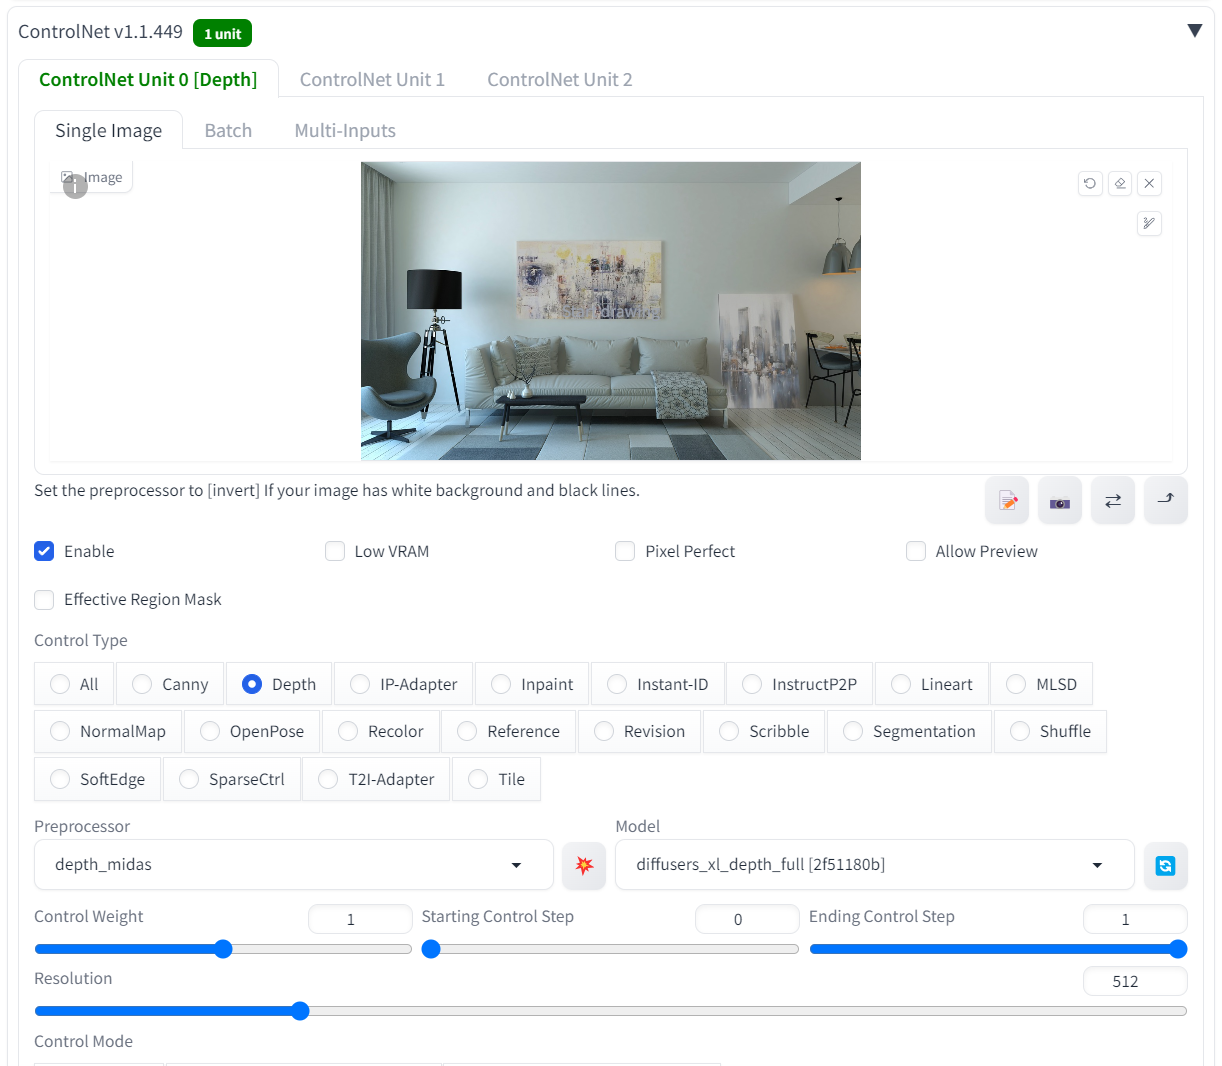 ControlNet v1.1.449 1 unit
ControlNet Unit 0 [Depth] ControlNet Unit 1 ControlNet Unit 2
Single Image Batch Multi-Inputs
Image
Set the preprocessor to [invert] If your image has white background and black lines.
Enable Low VRAM Pixel Perfect Allow Preview
Effective Region Mask
Control Type
All Canny Depth IP-Adapter Inpaint Instant-ID InstructP2P Lineart MLSD
NormalMap OpenPose Recolor Reference Revision Scribble Segmentation Shuffle
SoftEdge SparseCtrl T2I-Adapter Tile
Preprocessor Model
depth_midas diffusers_xl_depth_full [2f51180b]
Control Weight 1 Starting Control Step 0 Ending Control Step 1
Resolution 512
Control Mode